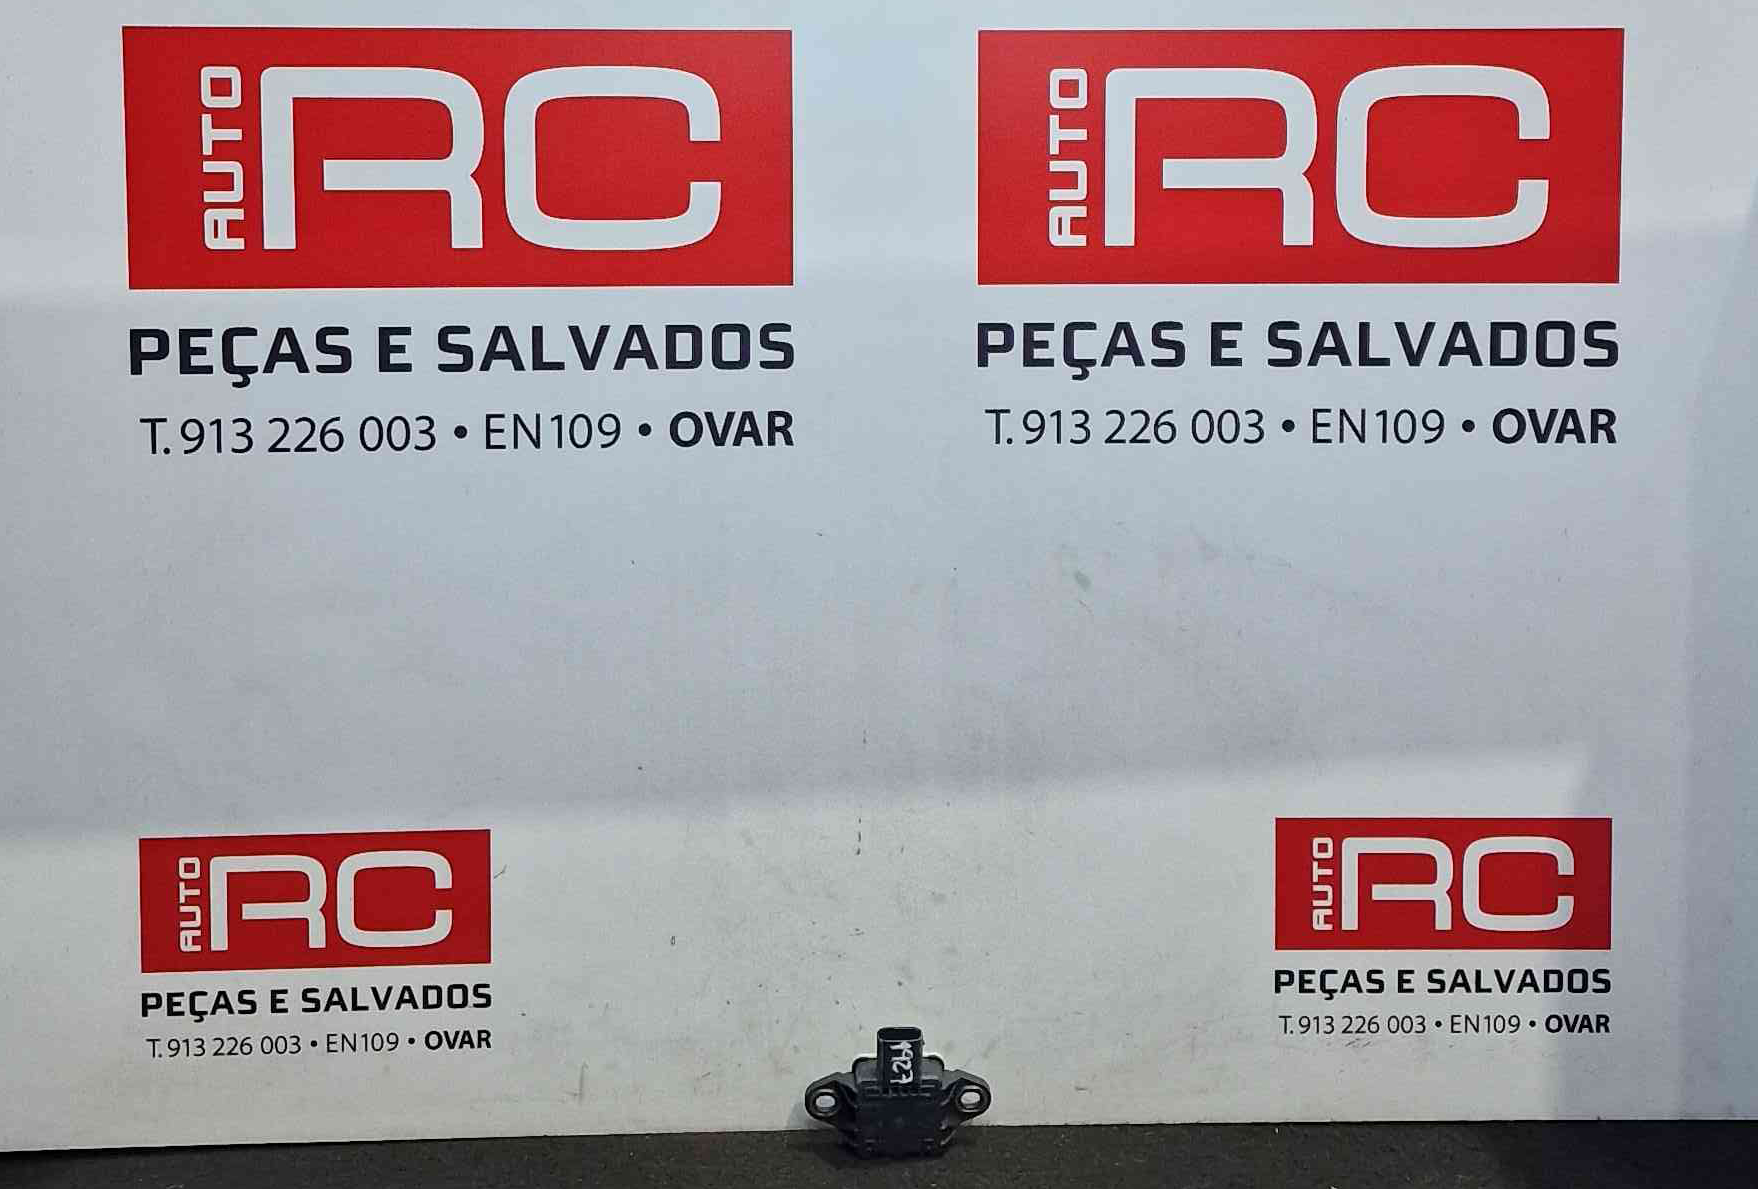 AUTO RC
PEÇAS E SALVADOS
T. 913 226 003 • EN109 • OVAR
AUTO RC
PEÇAS E SALVADOS
T. 913 226 003 • EN109 • OVAR
AUTO RC
PEÇAS E SALVADOS
T. 913 226 003 • EN109 • OVAR
AUTO RC
PEÇAS E SALVADOS
T. 913 226 003 • EN109 • OVAR